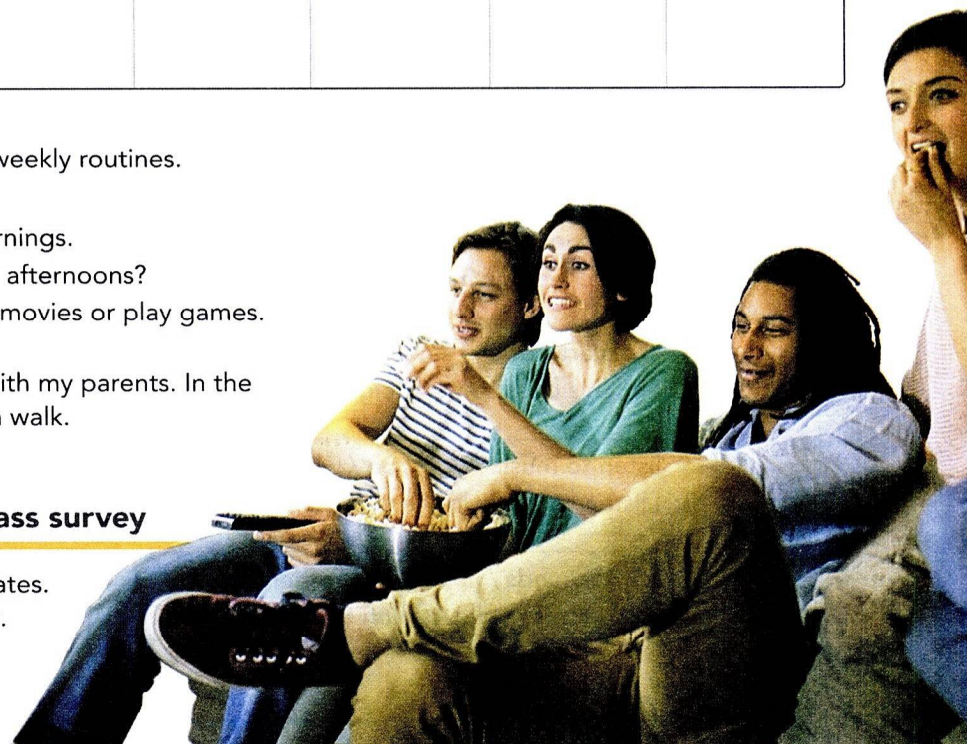 weekly routines.
rnings.
afternoons?
movies or play games.
ith my parents. In the
walk.
ass survey
ates.
.